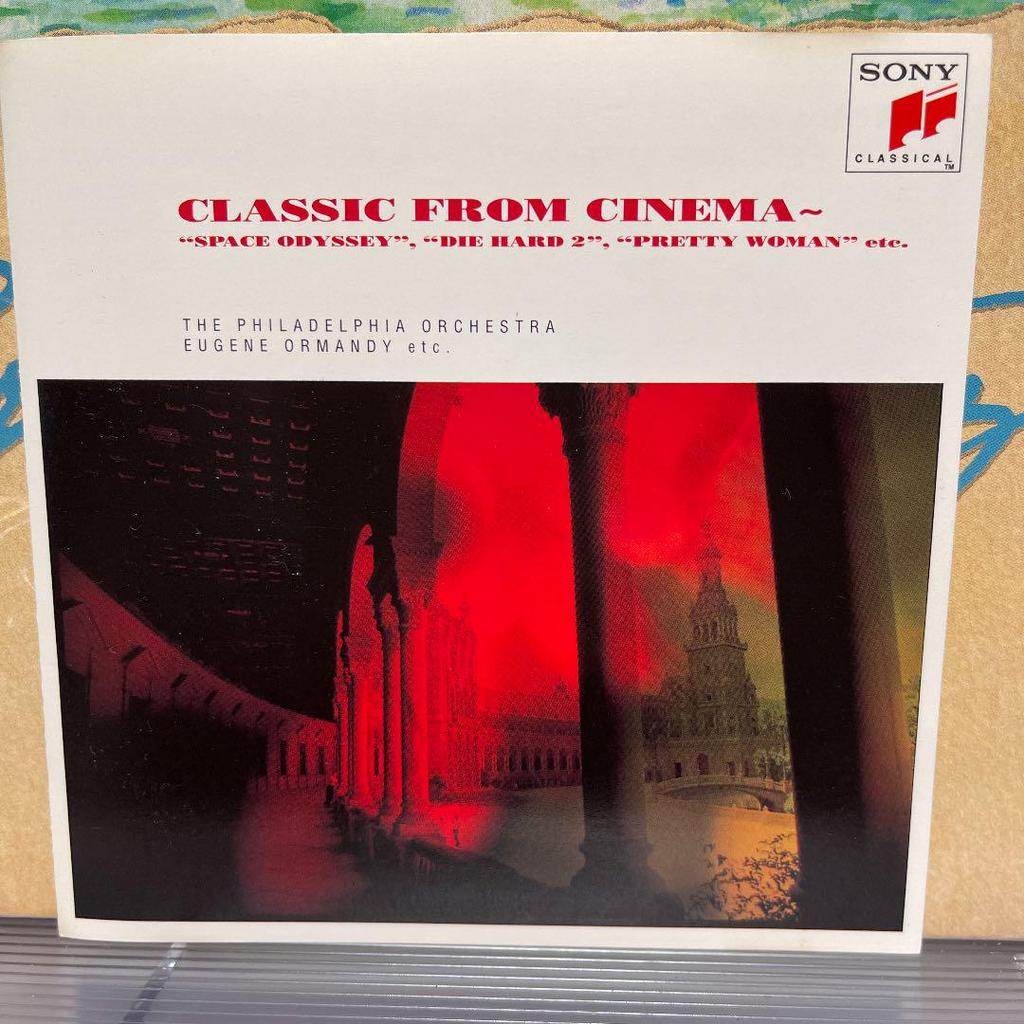 SONY
CLASSICAL TM
CLASSIC FROM CINEMA~
“SPACE ODYSSEY”, “DIE HARD 2”, “PRETTY WOMAN” etc.
THE PHILADELPHIA ORCHESTRA
EUGENE ORMANDY etc.